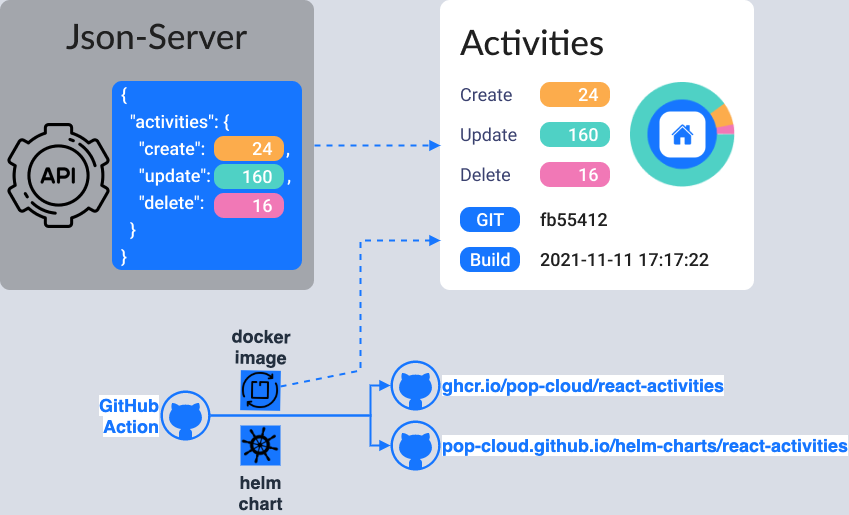 Json-Server
{
"activities": {
"create": 24 ,
"update": 160 ,
"delete": 16
}
}
API
Activities
Create 24
Update 160
Delete 16
GIT fb55412
Build 2021-11-11 17:17:22
docker
image
GitHub
Action
helm
chart
ghcr.io/pop-cloud/react-activities
pop-cloud.github.io/helm-charts/react-activities